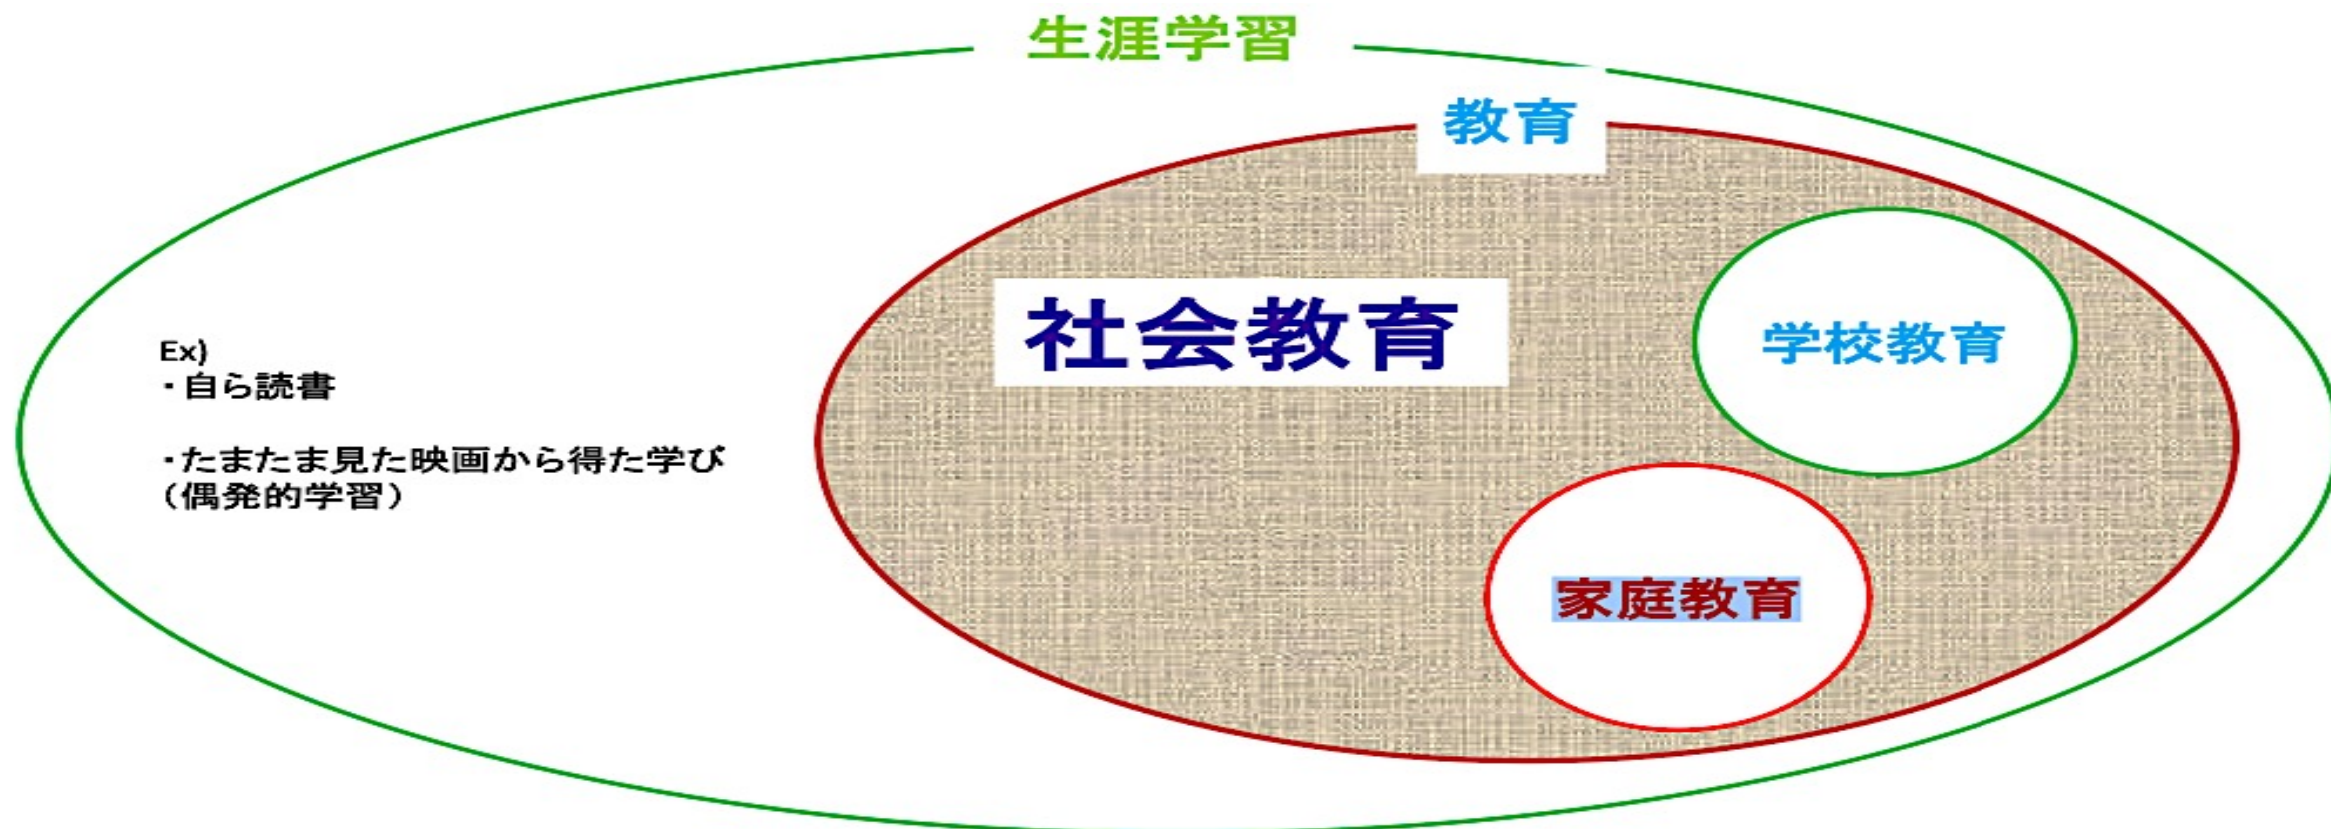 生涯学習
教育
社会教育
学校教育
Ex)
・自ら読書
・たまたま見た映画から得た学び
（偶発的学習）
家庭教育